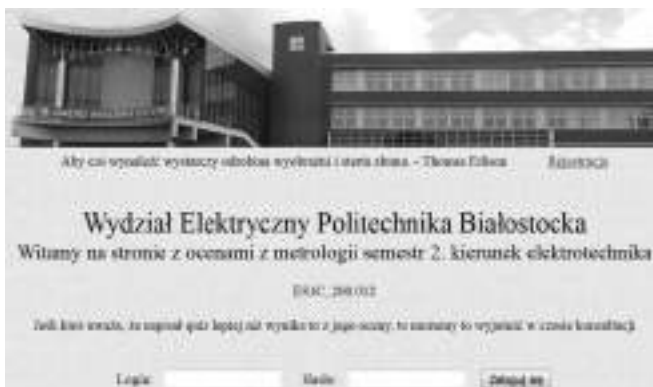 Aby coś wynaleźć wystarczy odrobina wyobraźni i sterta złomu. - Thomas Edison Rejestracja
Wydział Elektryczny Politechnika Białostocka
Witamy na stronie z ocenami z metrologii semestr 2. kierunek elektrotechnika
Jeśli ktoś uważa, że napisał quiz lepiej niż wynika to z jego oceny, to możemy to wyjaśnić w czasie konsultacji
Login: Hasło: Zaloguj się